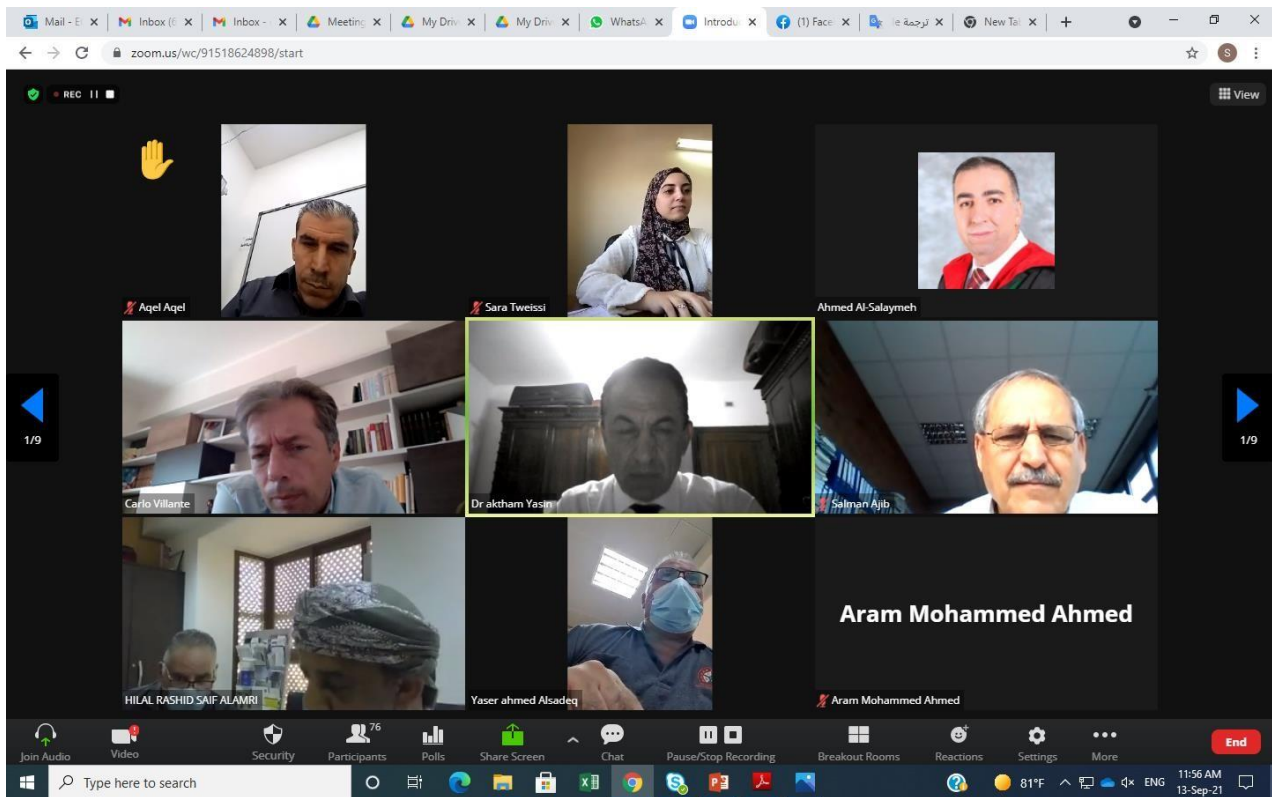 Mail - E
Inbox (6
Inbox -
Meeting
My Driv
My Driv
WhatsA
Introdu
(1) Face
ترجمة
New Tal
zoom.us/wc/91518624898/start
S
REC
View
Aqel Aqel
Sara Tweissi
Ahmed Al-Salaymeh
1/9
1/9
Carlo Villante
Dr aktham Yasin
Salman Ajib
Aram Mohammed Ahmed
HILAL RASHID SAIF ALAMRI
Yaser ahmed Alsadeq
Aram Mohammed Ahmed
Join Audio
Video
Security
76
Participants
Polls
Share Screen
Chat
Pause/Stop Recording
Breakout Rooms
Reactions
Settings
More
End
Type here to search
81°F
ENG
11:56 AM
13-Sep-21